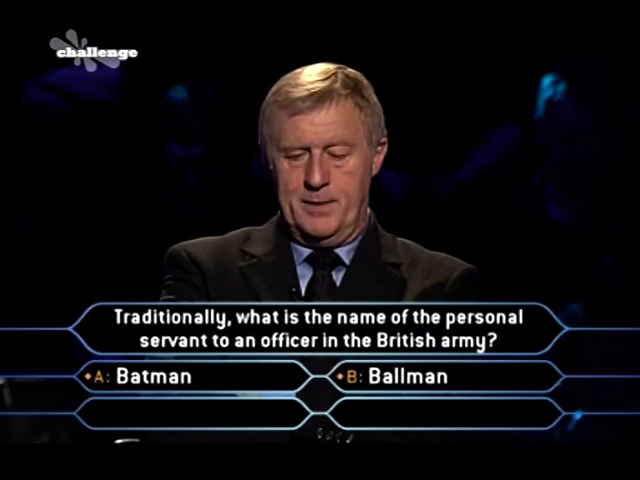 challenge
Traditionally, what is the name of the personal
servant to an officer in the British army?
A: Batman
B: Ballman